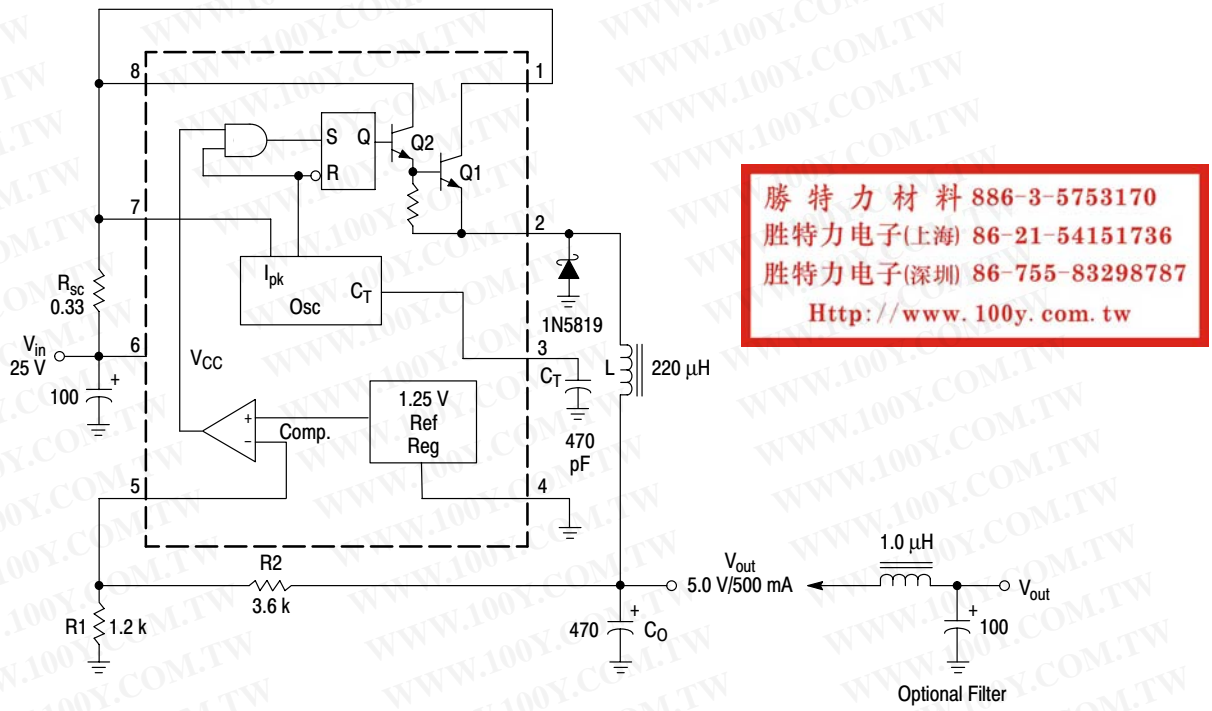 8
1
S
Q
Q2
R
Q1
7
2
Rsc
0.33
Ipk
CT
Osc
1N5819
Vin
25 V
6
VCC
3
CT
L
220 µH
100
+
+
−
Comp.
1.25 V
Ref
Reg
470
pF
5
4
R2
3.6 k
R1
1.2 k
Vout
5.0 V/500 mA
470
+
CO
1.0 µH
Vout
+
100
Optional Filter
勝特力材料 886-3-5753170
胜特力电子(上海) 86-21-54151736
胜特力电子(深圳) 86-755-83298787
Http://www.100y.com.tw
WWW.100Y.COM.TW